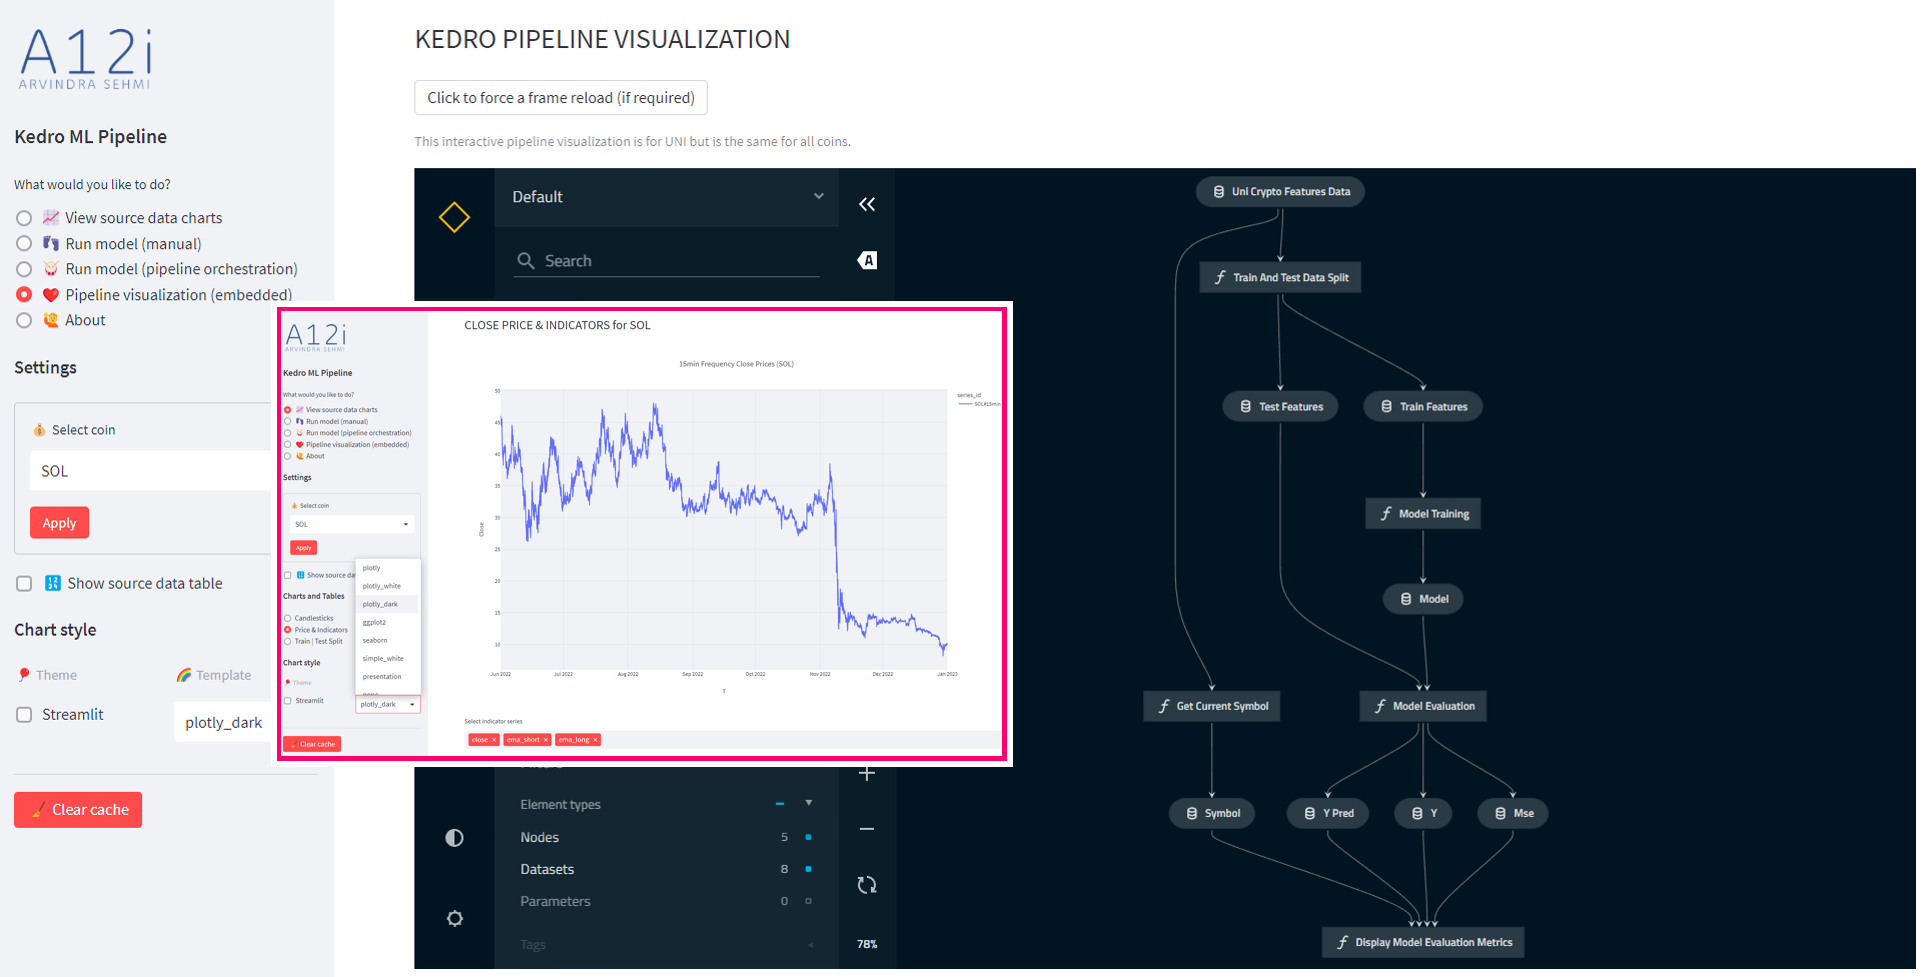 A12i
ARVINDRA SEHMI
Kedro ML Pipeline
What would you like to do?
View source data charts
Run model (manual)
Run model (pipeline orchestration)
Pipeline visualization (embedded)
About
Settings
Select coin
SOL
Apply
Show source data table
Chart style
Theme
Template
Streamlit
plotly_dark
Clear cache
KEDRO PIPELINE VISUALIZATION
Click to force a frame reload (if required)
This interactive pipeline visualization is for UNI but is the same for all coins.
Default
Search
A
Element types
Nodes 5
Datasets 8
Parameters 0
Tags
78%
Uni Crypto Features Data
Train And Test Data Split
Test Features
Train Features
Model Training
Model
Get Current Symbol
Model Evaluation
Symbol
Y Pred
Y
Mse
Display Model Evaluation Metrics
A12i
ARVINDRA SEHMI
Kedro ML Pipeline
What would you like to do?
View source data charts
Run model (manual)
Run model (pipeline orchestration)
Pipeline visualization (embedded)
About
Settings
Select coin
SOL
Apply
Show source da
Charts and Tables
Candlesticks
Price & Indicators
Train | Test Split
Chart style
Theme
Streamlit
plotly
plotly_white
plotly_dark
ggplot2
seaborn
simple_white
presentation
plotly_dark
Clear cache
CLOSE PRICE & INDICATORS for SOL
15min Frequency Close Prices (SOL)
series_id
SOL#15min
Close
50
45
40
35
30
25
20
15
10
Jun 2022
Jul 2022
Aug 2022
Sep 2022
Oct 2022
Nov 2022
Dec 2022
Jan 2023
T
Select indicator series
close ×
ema_short ×
ema_long ×